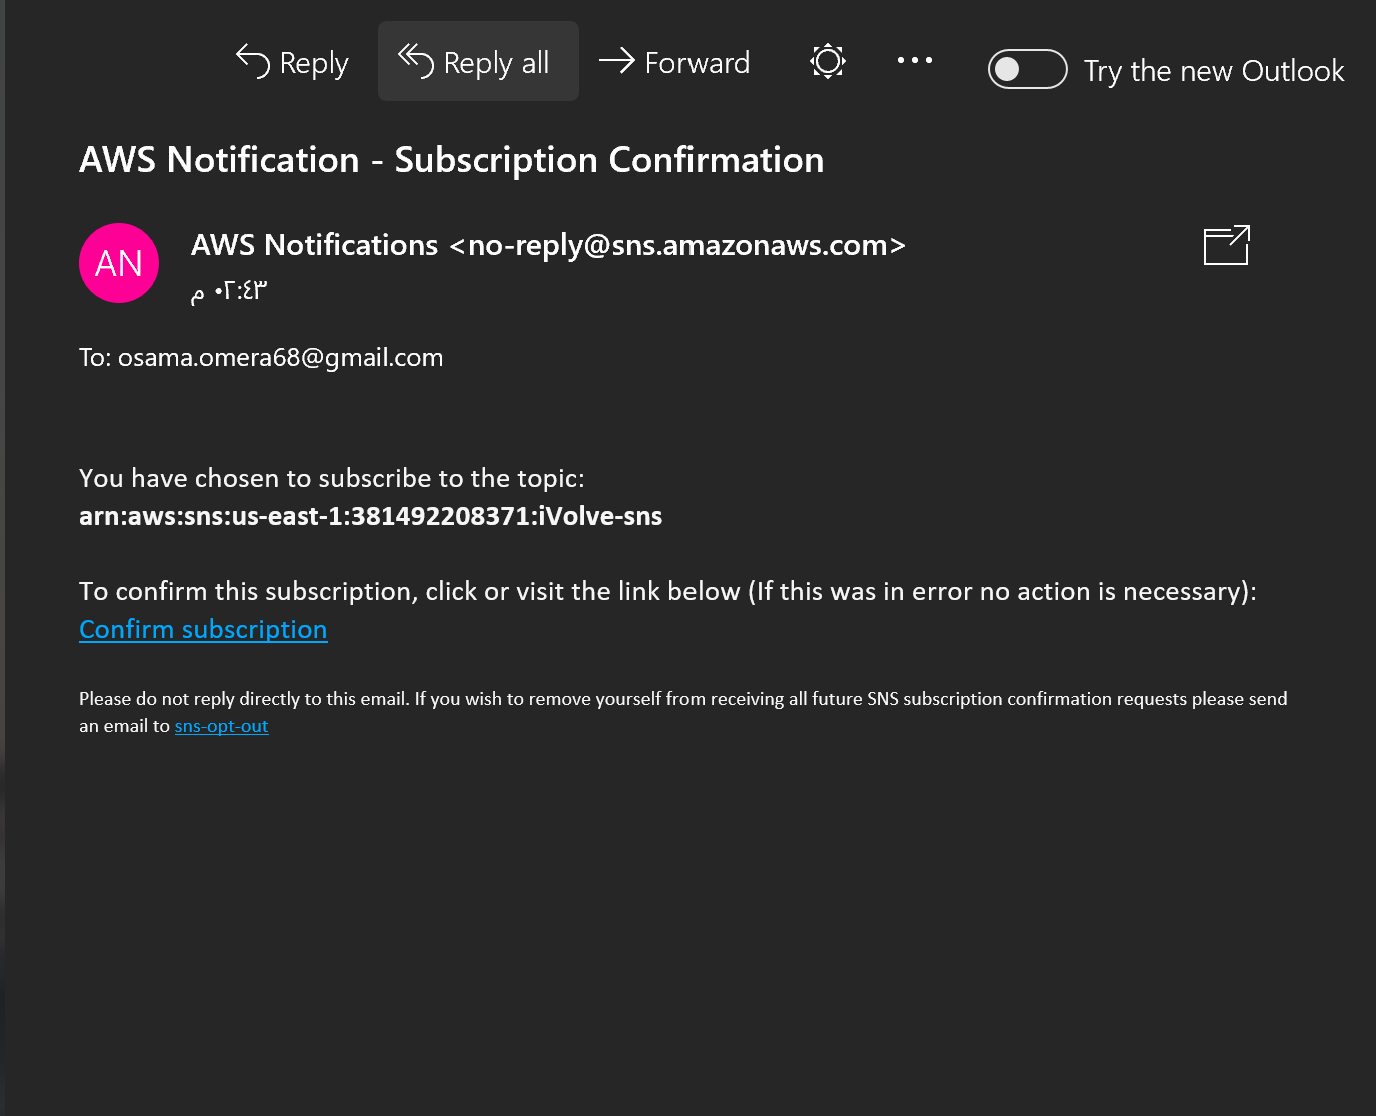 Reply
Reply all
Forward
Try the new Outlook
AWS Notification - Subscription Confirmation
AN
AWS Notifications <no-reply@sns.amazonaws.com>
٠٢:٤٣ م
To: osama.omera68@gmail.com
You have chosen to subscribe to the topic:
arn:aws:sns:us-east-1:381492208371:iVolve-sns
To confirm this subscription, click or visit the link below (If this was in error no action is necessary):
Confirm subscription
Please do not reply directly to this email. If you wish to remove yourself from receiving all future SNS subscription confirmation requests please send
an email to sns-opt-out